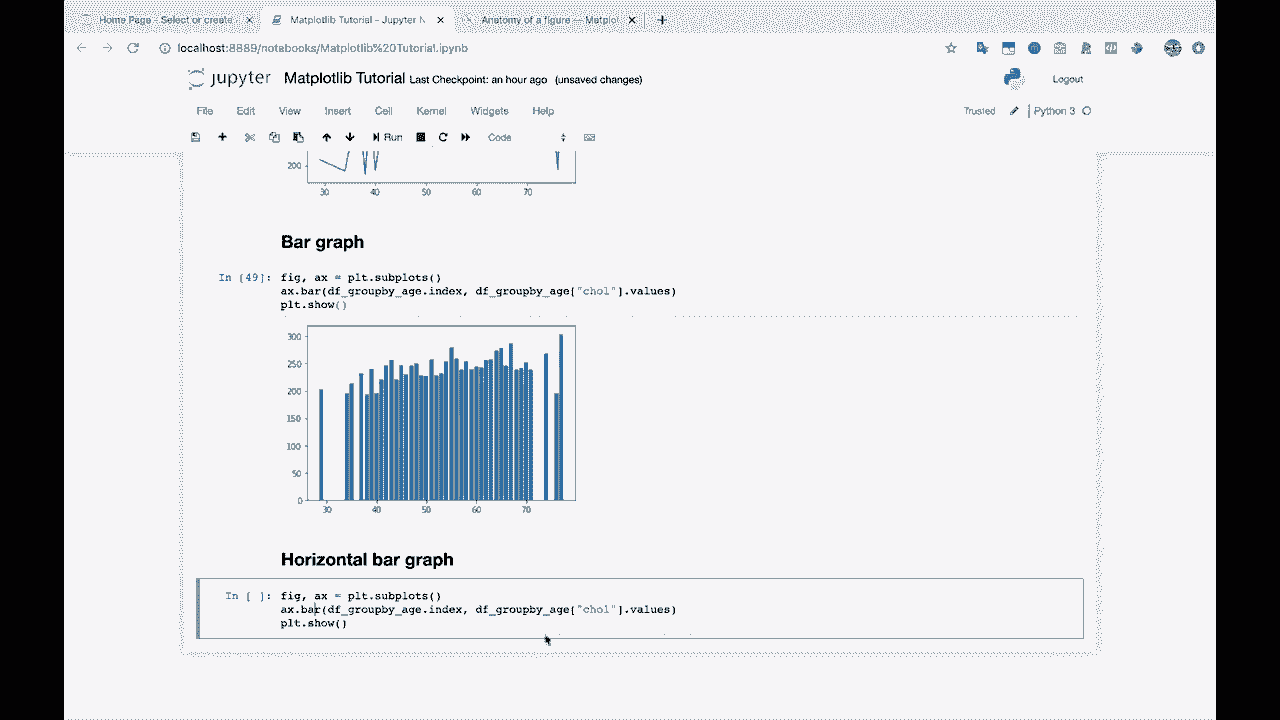 Home Page - Select or create
Matplotlib Tutorial - Jupyter N
Anatomy of a figure — Matplot
localhost:8889/notebooks/Matplotlib%20Tutorial.ipynb
jupyter Matplotlib Tutorial Last Checkpoint: an hour ago (unsaved changes)
Logout
File Edit View Insert Cell Kernel Widgets Help
Trusted Python 3
Run Code
200
30 40 50 60 70
Bar graph
In [49]: fig, ax = plt.subplots()
ax.bar(df_groupby_age.index, df_groupby_age["chol"].values)
plt.show()
300
250
200
150
100
50
0
30 40 50 60 70
Horizontal bar graph
In [ ]: fig, ax = plt.subplots()
ax.bar(df_groupby_age.index, df_groupby_age["chol"].values)
plt.show()